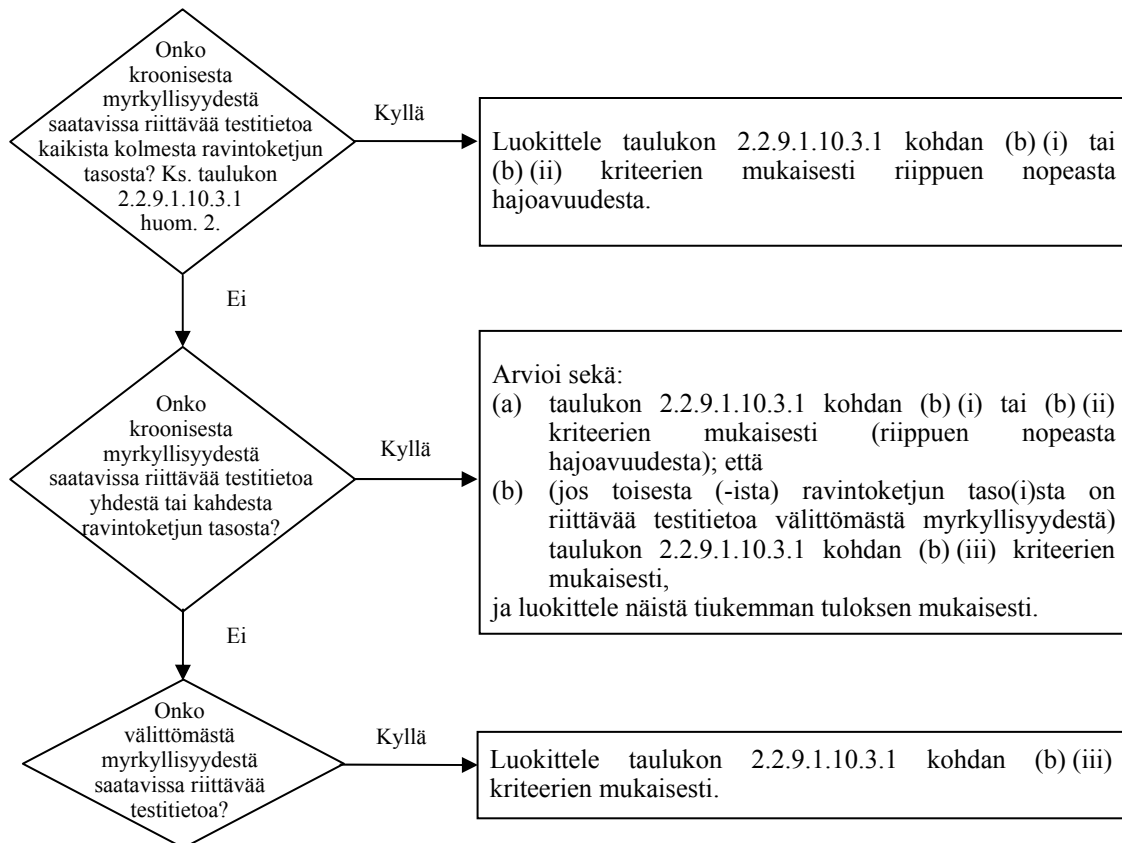 Onko
kroonisesta
myrkyllisyydestä
saatavissa riittävää testitietoa
kaikista kolmesta ravintoketjun
tasosta? Ks. taulukon
2.2.9.1.10.3.1
huom. 2.
Kyllä
Luokittele taulukon 2.2.9.1.10.3.1 kohdan (b) (i) tai
(b) (ii) kriteerien mukaisesti riippuen nopeasta
hajoavuudesta.
Ei
Onko
kroonisesta
myrkyllisyydestä
saatavissa riittävää testitietoa
yhdestä tai kahdesta
ravintoketjun tasosta?
Kyllä
Arvioi sekä:
(a) taulukon 2.2.9.1.10.3.1 kohdan (b) (i) tai (b) (ii)
kriteerien mukaisesti (riippuen nopeasta
hajoavuudesta); että
(b) (jos toisesta (-ista) ravintoketjun taso(i)sta on
riittävää testitietoa välittömästä myrkyllisyydestä)
taulukon 2.2.9.1.10.3.1 kohdan (b) (iii) kriteerien
mukaisesti,
ja luokittele näistä tiukemman tuloksen mukaisesti.
Ei
Onko
välittömästä
myrkyllisyydestä
saatavissa riittävää
testitietoa?
Kyllä
Luokittele taulukon 2.2.9.1.10.3.1 kohdan (b) (iii)
kriteerien mukaisesti.